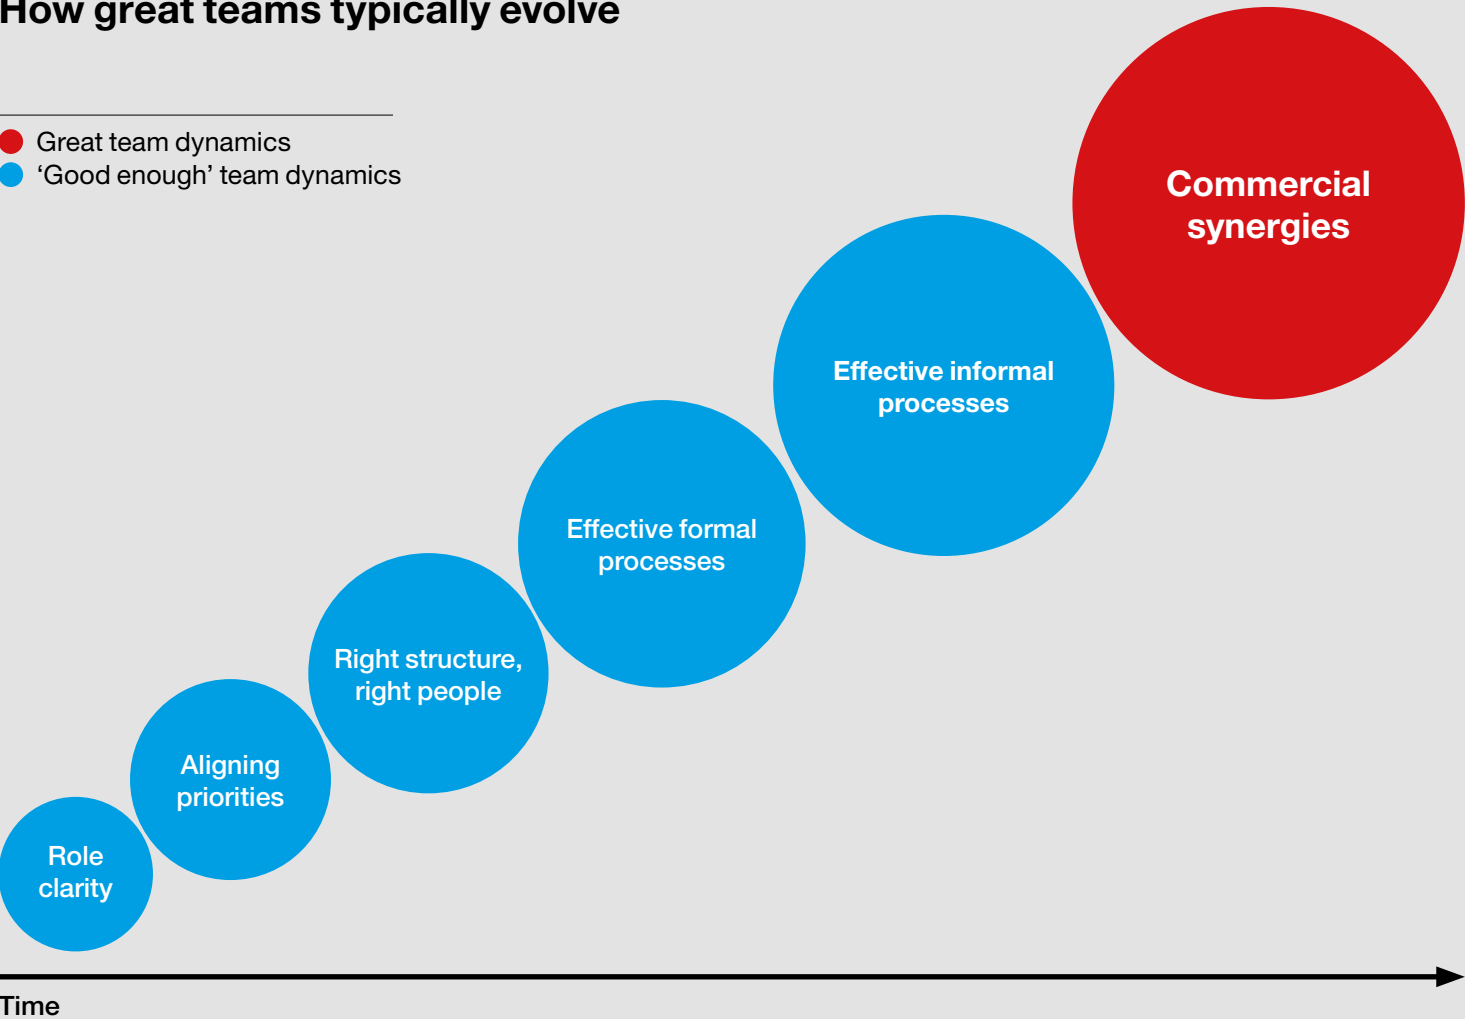 How great teams typically evolve
Great team dynamics
‘Good enough’ team dynamics
Commercial
synergies
Effective informal
processes
Effective formal
processes
Right structure,
right people
Aligning
priorities
Role
clarity
Time